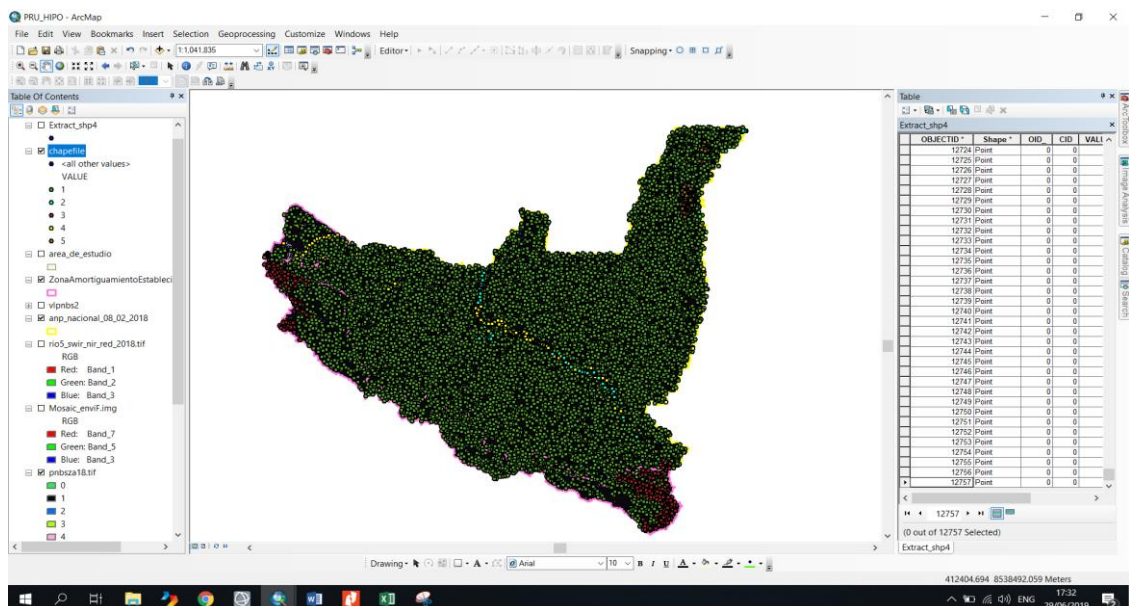 PRU_HIPO - ArcMap
File Edit View Bookmarks Insert Selection Geoprocessing Customize Windows Help
1:1.041.835
Editor
Snapping
Table Of Contents
Extract_shp4
chapefile
<all other values>
VALUE
1
2
3
4
5
area_de_estudio
ZonaAmortiguamientoEstableci
vlpnbs2
anp_nacional_08_02_2018
rio5_swir_nir_red_2018.tif
RGB
Red: Band_1
Green: Band_2
Blue: Band_3
Mosaic_enviF.img
RGB
Red: Band_7
Green: Band_5
Blue: Band_3
pnbsza18.tif
0
1
2
3
4
Table
Extract_shp4
OBJECTID * Shape * OID_ CID VALU
12724 Point 0 0
12725 Point 0 0
12726 Point 0 0
12727 Point 0 0
12728 Point 0 0
12729 Point 0 0
12730 Point 0 0
12731 Point 0 0
12732 Point 0 0
12733 Point 0 0
12734 Point 0 0
12735 Point 0 0
12736 Point 0 0
12737 Point 0 0
12738 Point 0 0
12739 Point 0 0
12740 Point 0 0
12741 Point 0 0
12742 Point 0 0
12743 Point 0 0
12744 Point 0 0
12745 Point 0 0
12746 Point 0 0
12747 Point 0 0
12748 Point 0 0
12749 Point 0 0
12750 Point 0 0
12751 Point 0 0
12752 Point 0 0
12753 Point 0 0
12754 Point 0 0
12755 Point 0 0
12756 Point 0 0
12757 Point 0 0
12757
(0 out of 12757 Selected)
Extract_shp4
ArcToolbox
Image Analysis
Catalog
Search
Drawing
A
Arial
10
B I U A
412404.694 8538492.059 Meters
ENG
17:32
29/06/2019